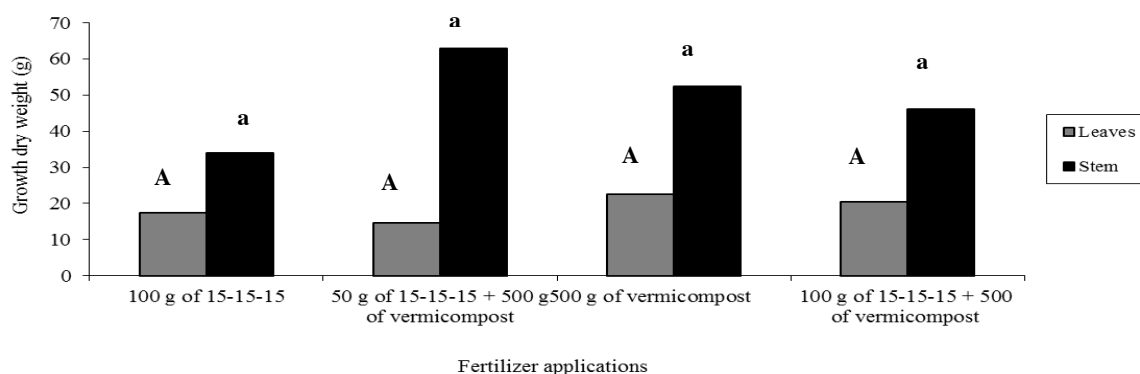 70
60
50
40
30
20
10
0
Growth dry weight (g)
A
a
A
a
A
a
A
a
100 g of 15-15-15
50 g of 15-15-15 + 500 g
of vermicompost
500 g of vermicompost
100 g of 15-15-15 + 500
of vermicompost
Fertilizer applications
Leaves
Stem